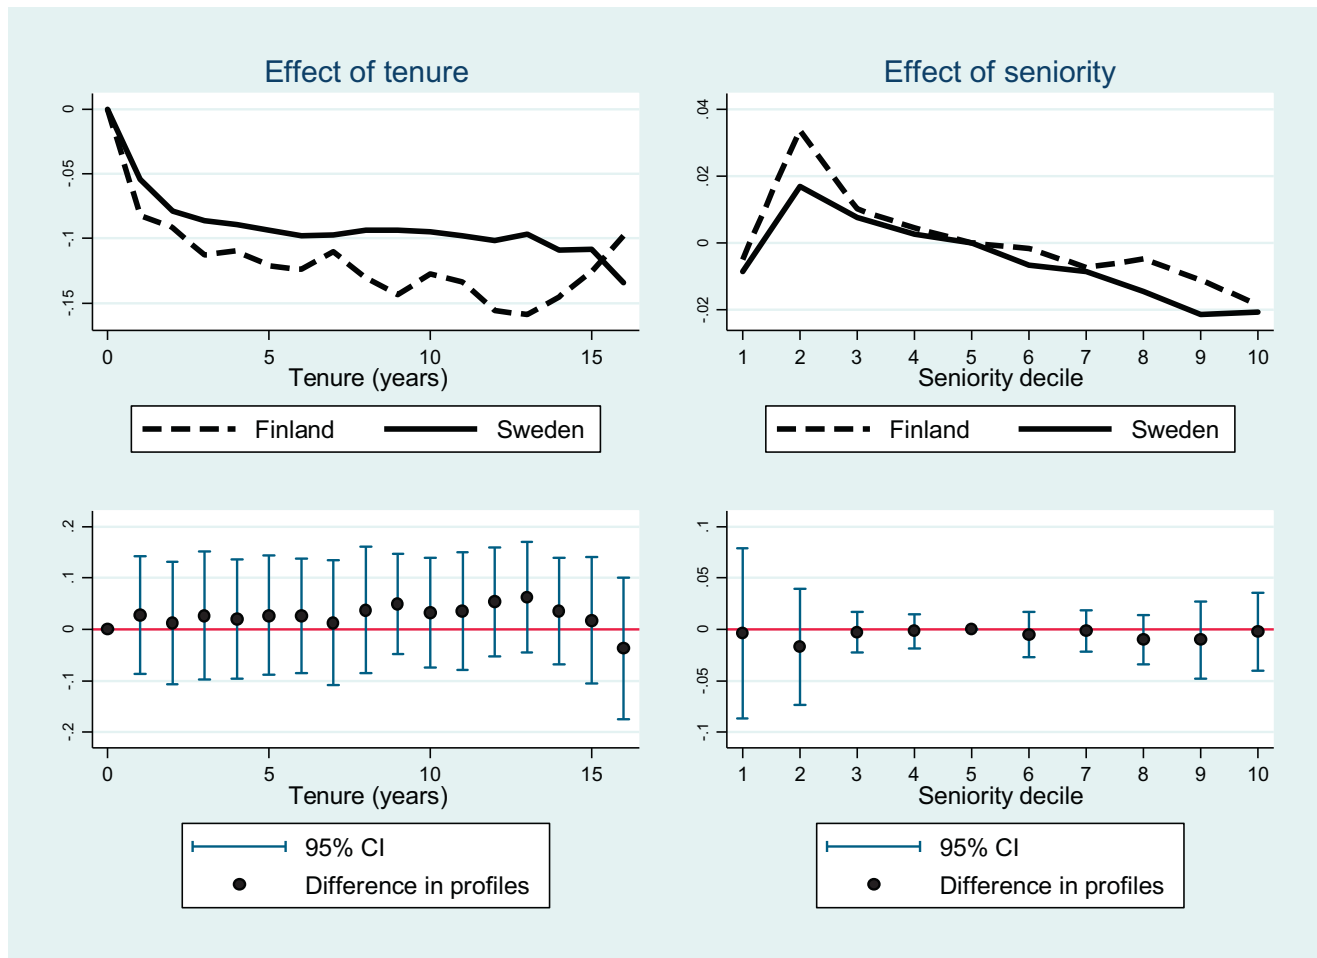 Effect of tenure
0
-.05
-.1
-.15
0 5 10 15
Tenure (years)
Finland Sweden
Effect of seniority
.04
.02
0
-.02
1 2 3 4 5 6 7 8 9 10
Seniority decile
Finland Sweden
.2
.1
0
-.1
-.2
0 5 10 15
Tenure (years)
95% CI
Difference in profiles
.1
.05
0
-.05
-.1
1 2 3 4 5 6 7 8 9 10
Seniority decile
95% CI
Difference in profiles